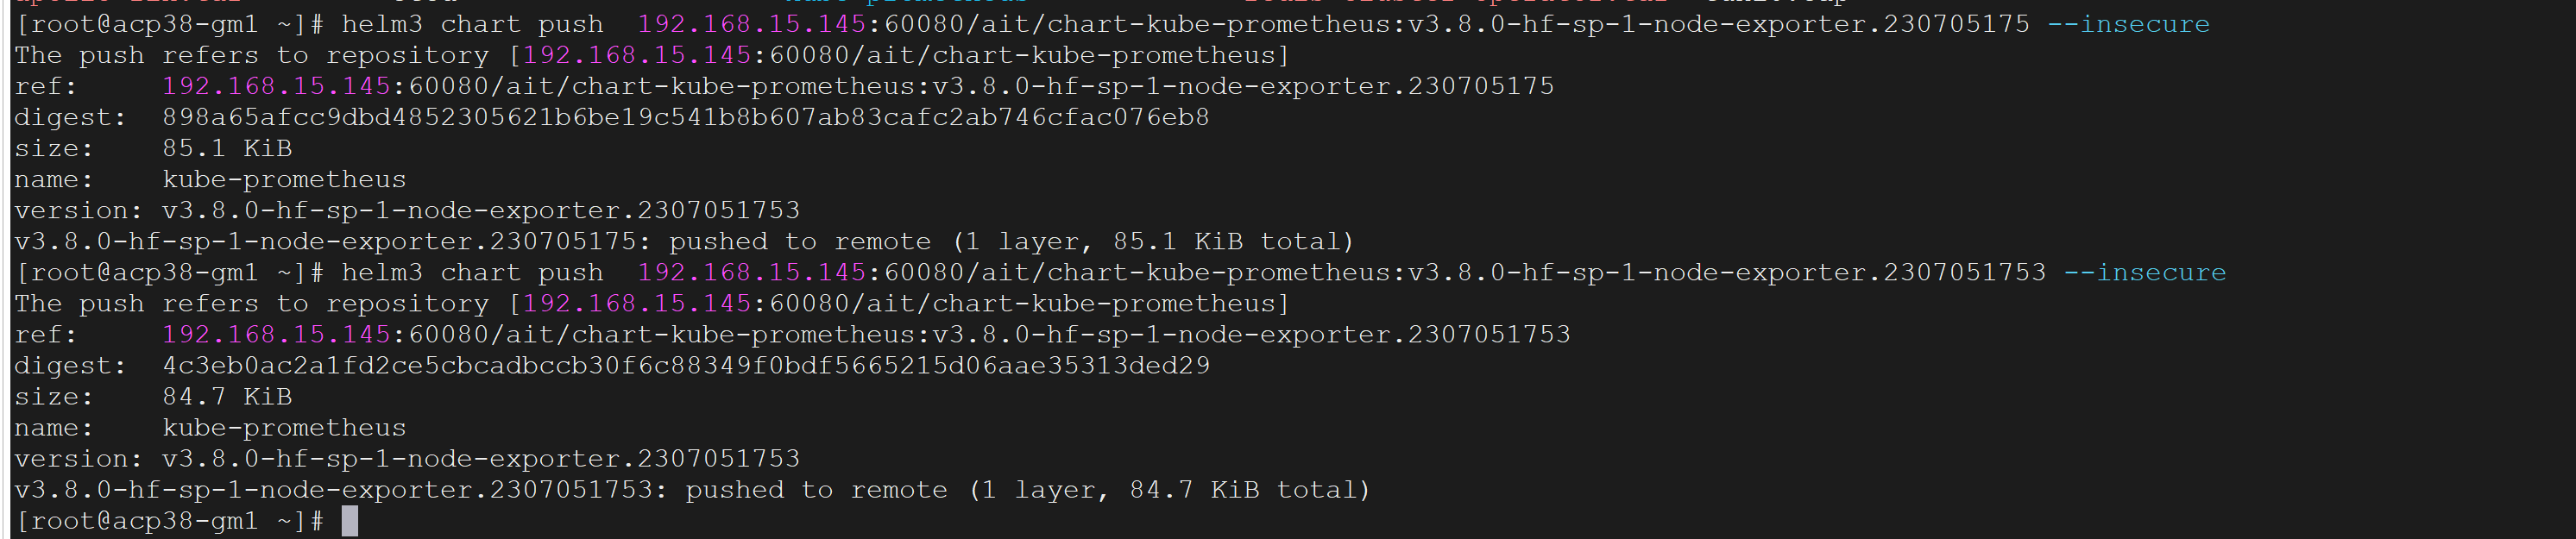 [root@acp38-gm1 ~]# helm3 chart push  192.168.15.145:60080/ait/chart-kube-prometheus:v3.8.0-hf-sp-1-node-exporter.230705175 --insecure
The push refers to repository [192.168.15.145:60080/ait/chart-kube-prometheus]
ref:     192.168.15.145:60080/ait/chart-kube-prometheus:v3.8.0-hf-sp-1-node-exporter.230705175
digest:  898a65afcc9dbd4852305621b6be19c541b8b607ab83cafc2ab746cfac076eb8
size:    85.1 KiB
name:    kube-prometheus
version: v3.8.0-hf-sp-1-node-exporter.2307051753
v3.8.0-hf-sp-1-node-exporter.230705175: pushed to remote (1 layer, 85.1 KiB total)
[root@acp38-gm1 ~]# helm3 chart push  192.168.15.145:60080/ait/chart-kube-prometheus:v3.8.0-hf-sp-1-node-exporter.2307051753 --insecure
The push refers to repository [192.168.15.145:60080/ait/chart-kube-prometheus]
ref:     192.168.15.145:60080/ait/chart-kube-prometheus:v3.8.0-hf-sp-1-node-exporter.2307051753
digest:  4c3eb0ac2a1fd2ce5cbcadbccb30f6c88349f0bdf5665215d06aae35313ded29
size:    84.7 KiB
name:    kube-prometheus
version: v3.8.0-hf-sp-1-node-exporter.2307051753
v3.8.0-hf-sp-1-node-exporter.2307051753: pushed to remote (1 layer, 84.7 KiB total)
[root@acp38-gm1 ~]#